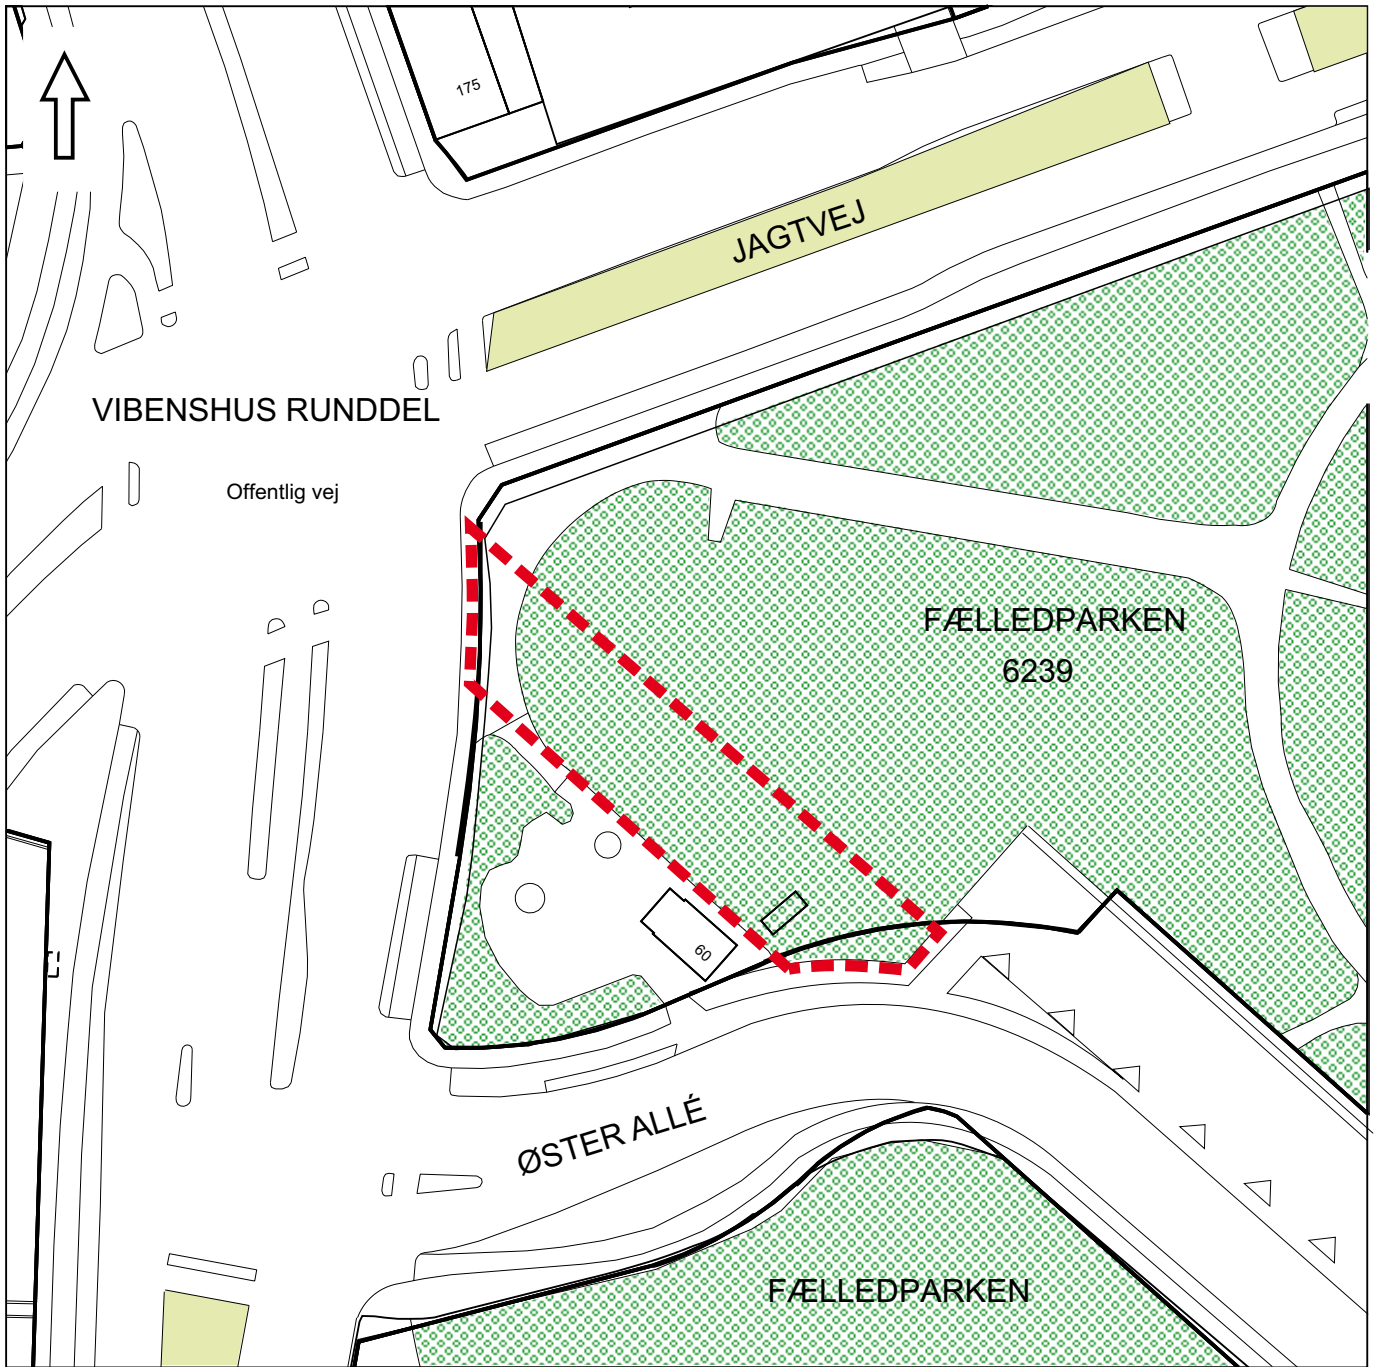 175
JAGTVEJ
VIBENSHUS RUNDDEL
Offentlig vej
FÆLLEDPARKEN
6239
60
ØSTER ALLÉ
FÆLLEDPARKEN